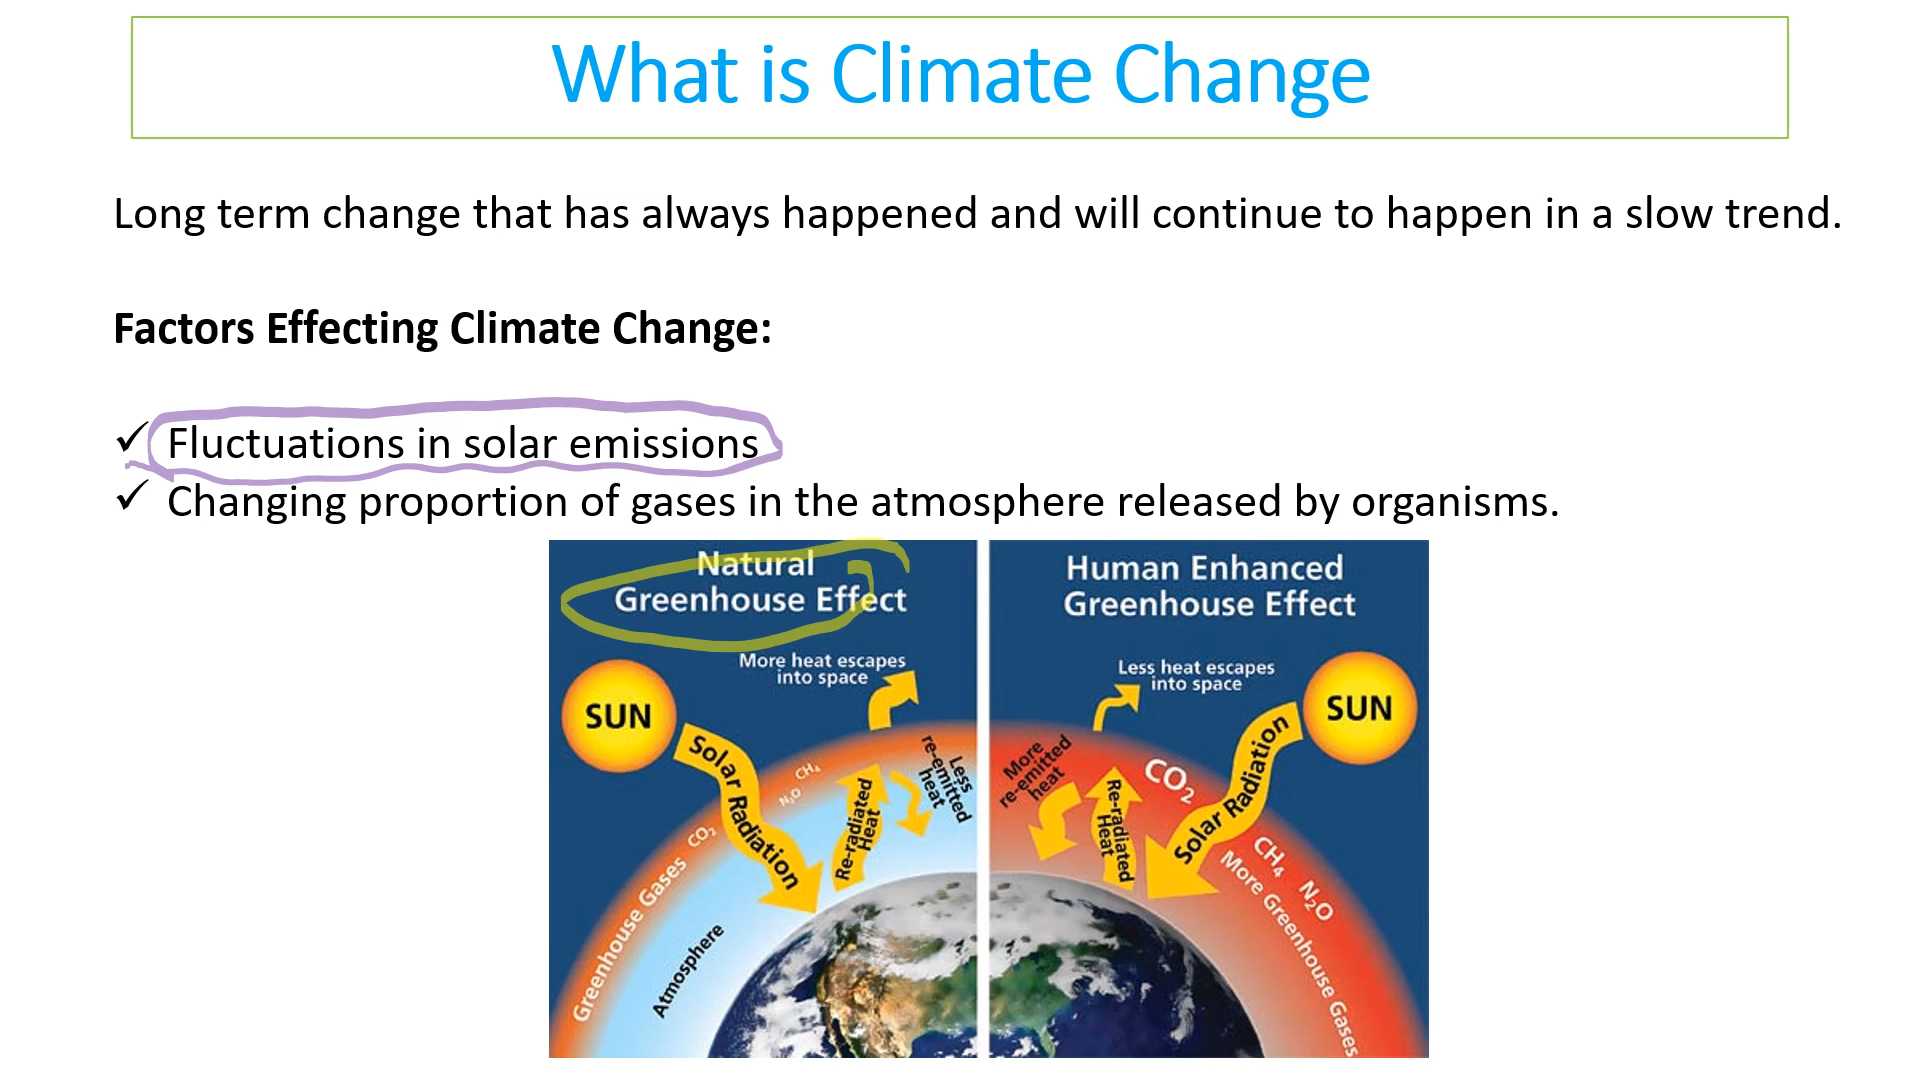 What is Climate Change
Long term change that has always happened and will continue to happen in a slow trend.
Factors Effecting Climate Change:
✓ Fluctuations in solar emissions
✓ Changing proportion of gases in the atmosphere released by organisms.
Natural
Greenhouse Effect
More heat escapes
into space
SUN
Solar Radiation
CH₄
N₂O
CO₂
Greenhouse Gases
Atmosphere
Re-radiated
Heat
Less
re-emitted
heat
Human Enhanced
Greenhouse Effect
Less heat escapes
into space
SUN
Solar Radiation
More
re-emitted
heat
Re-radiated
Heat
CO₂
CH₄
N₂O
More Greenhouse Gases